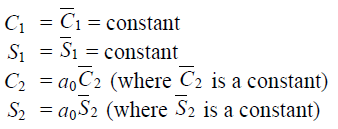 C₁ = C̅₁ = constant
S₁ = S̅₁ = constant
C₂ = a₀C̅₂ (where C̅₂ is a constant)
S₂ = a₀S̅₂ (where S̅₂ is a constant)